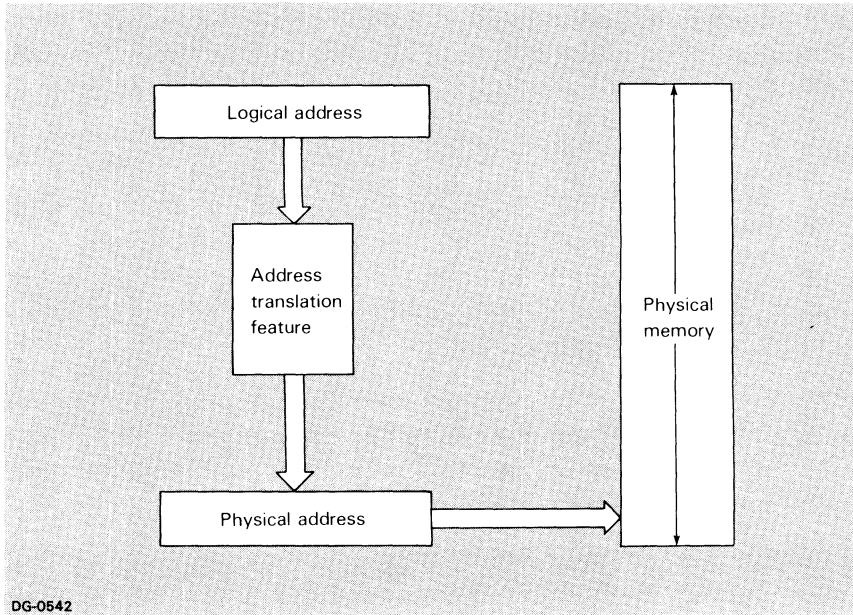 Logical address
Address
translation
feature
Physical
memory
Physical address
DG-0542